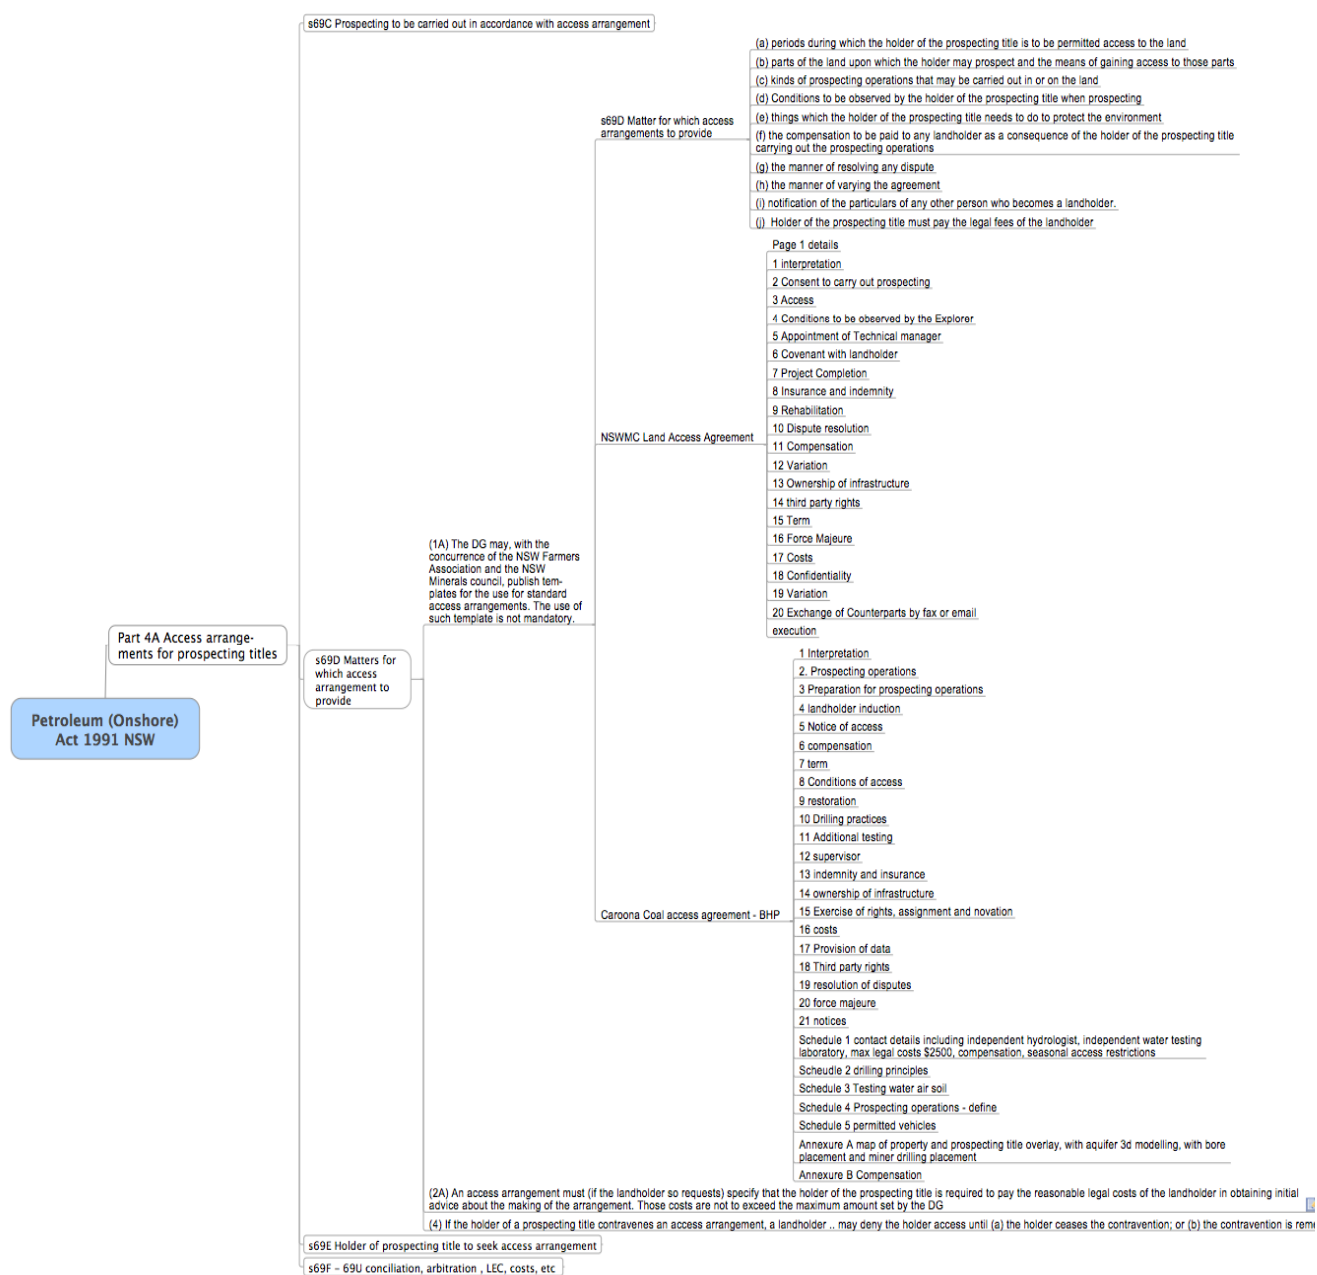 s69C Prospecting to be carried out in accordance with access arrangement
(a) periods during which the holder of the prospecting title is to be permitted access to the land
(b) parts of the land upon which the holder may prospect and the means of gaining access to those parts
(c) kinds of prospecting operations that may be carried out in or on the land
(d) Conditions to be observed by the holder of the prospecting title when prospecting
s69D Matter for which access
arrangements to provide
(e) things which the holder of the prospecting title needs to do to protect the environment
(f) the compensation to be paid to any landholder as a consequence of the holder of the prospecting title
carrying out the prospecting operations
(g) the manner of resolving any dispute
(h) the manner of varying the agreement
(i) notification of the particulars of any other person who becomes a landholder.
(j) Holder of the prospecting title must pay the legal fees of the landholder
Page 1 details
1 interpretation
2 Consent to carry out prospecting
3 Access
4 Conditions to be observed by the Explorer
5 Appointment of Technical manager
6 Covenant with landholder
7 Project Completion
8 Insurance and indemnity
9 Rehabilitation
10 Dispute resolution
NSWMC Land Access Agreement
11 Compensation
12 Variation
13 Ownership of infrastructure
14 third party rights
15 Term
16 Force Majeure
17 Costs
18 Confidentiality
19 Variation
20 Exchange of Counterparts by fax or email
execution
(1A) The DG may, with the
concurrence of the NSW Farmers
Association and the NSW
Minerals council, publish tem-
plates for the use for standard
access arrangements. The use of
such template is not mandatory.
Part 4A Access arrange-
ments for prospecting titles
s69D Matters for
which access
arrangement to
provide
Petroleum (Onshore)
Act 1991 NSW
1 Interpretation
2. Prospecting operations
3 Preparation for prospecting operations
4 landholder induction
5 Notice of access
6 compensation
7 term
8 Conditions of access
9 restoration
10 Drilling practices
11 Additional testing
12 supervisor
13 indemnity and insurance
14 ownership of infrastructure
Caroona Coal access agreement - BHP
15 Exercise of rights, assignment and novation
16 costs
17 Provision of data
18 Third party rights
19 resolution of disputes
20 force majeure
21 notices
Schedule 1 contact details including independent hydrologist, independent water testing
laboratory, max legal costs $2500, compensation, seasonal access restrictions
Scheudle 2 drilling principles
Schedule 3 Testing water air soil
Schedule 4 Prospecting operations - define
Schedule 5 permitted vehicles
Annexure A map of property and prospecting title overlay, with aquifer 3d modelling, with bore
placement and miner drilling placement
Annexure B Compensation
(2A) An access arrangement must (if the landholder so requests) specify that the holder of the prospecting title is required to pay the reasonable legal costs of the landholder in obtaining initial
advice about the making of the arrangement. Those costs are not to exceed the maximum amount set by the DG
(4) If the holder of a prospecting title contravenes an access arrangement, a landholder .. may deny the holder access until (a) the holder ceases the contravention; or (b) the contravention is reme
s69E Holder of prospecting title to seek access arrangement
s69F – 69U conciliation, arbitration , LEC, costs, etc